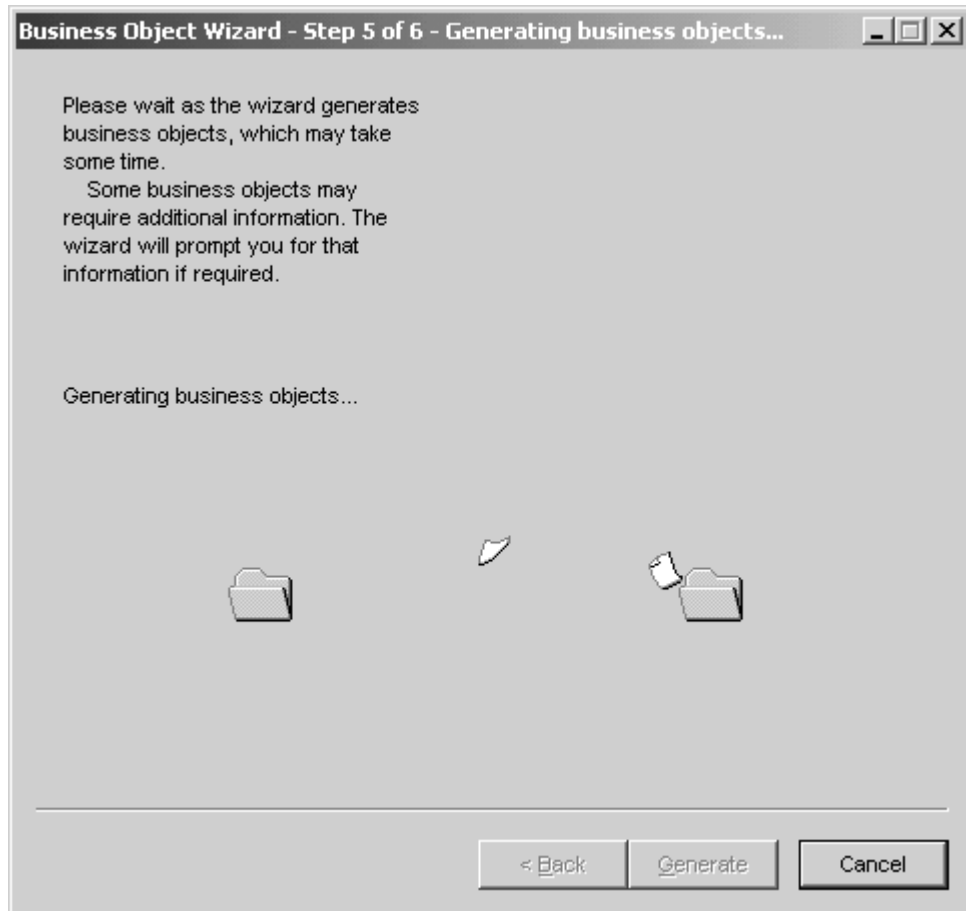 Business Object Wizard - Step 5 of 6 - Generating business objects...
Please wait as the wizard generates
business objects, which may take
some time.
Some business objects may
require additional information. The
wizard will prompt you for that
information if required.
Generating business objects...
< Back
Generate
Cancel